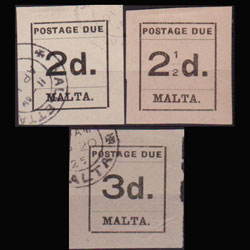 POSTAGE DUE
2d.
MALTA.
POSTAGE DUE
2½d.
MALTA.
POSTAGE DUE
3d.
MALTA.